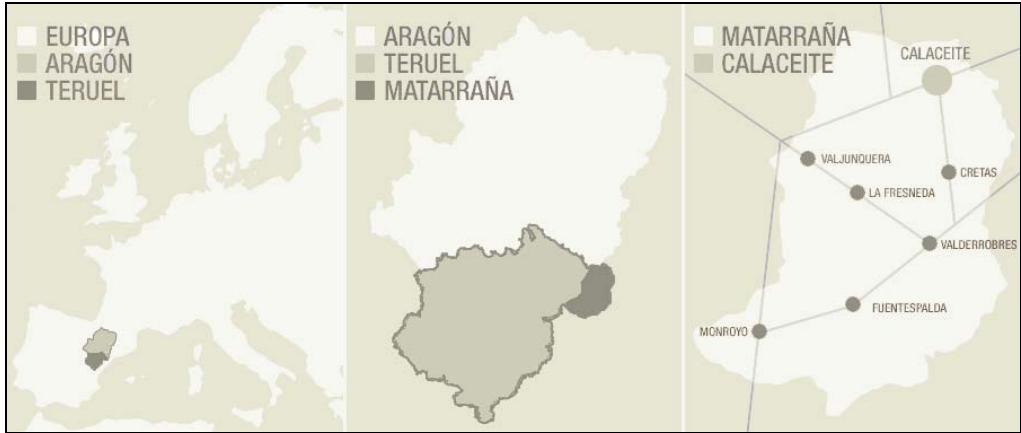 EUROPA
ARAGÓN
TERUEL
ARAGÓN
TERUEL
MATARRAÑA
MATARRAÑA
CALACEITE
CALACEITE
VALJUNQUERA
CRETAS
LA FRESNEDA
VALDERROBRES
FUENTESPALDA
MONROYO